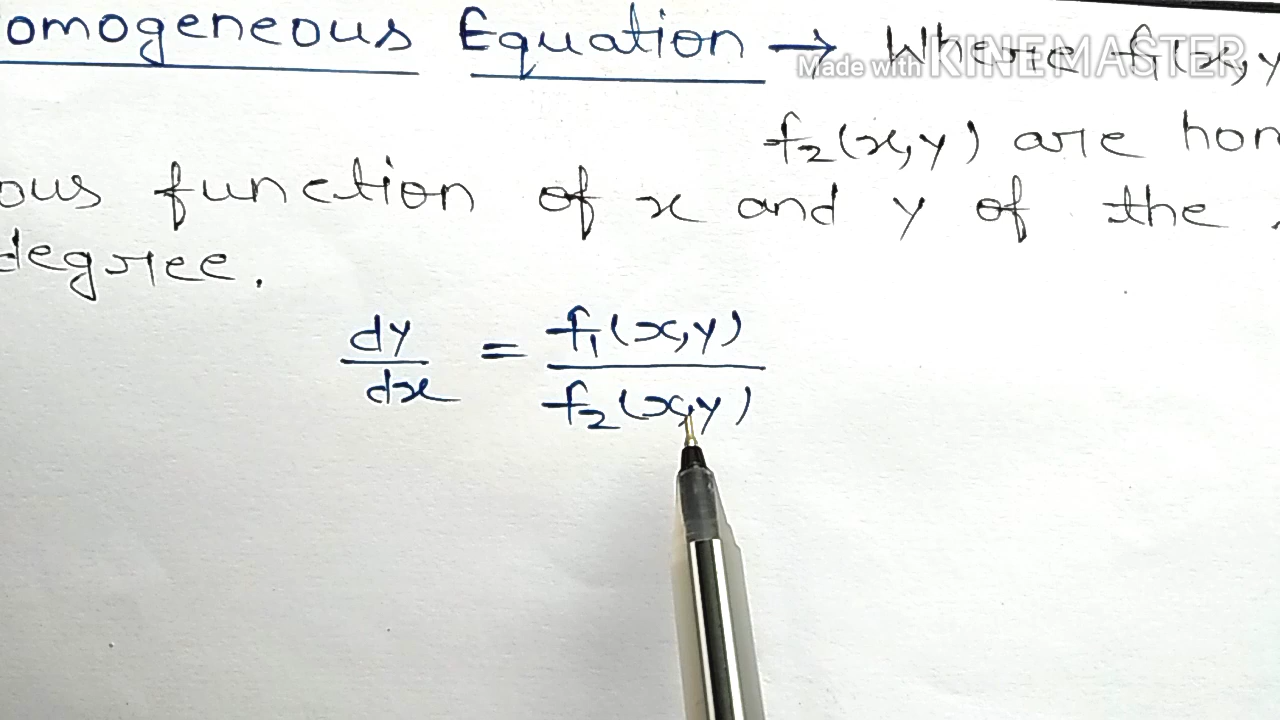 omogeneous Equation → Where f₁(x,y
Made with KINEMASTER
f₂(x,y) are hom
ous function of x and y of the
degree.
dy/dx = f₁(x,y)/f₂(x,y)